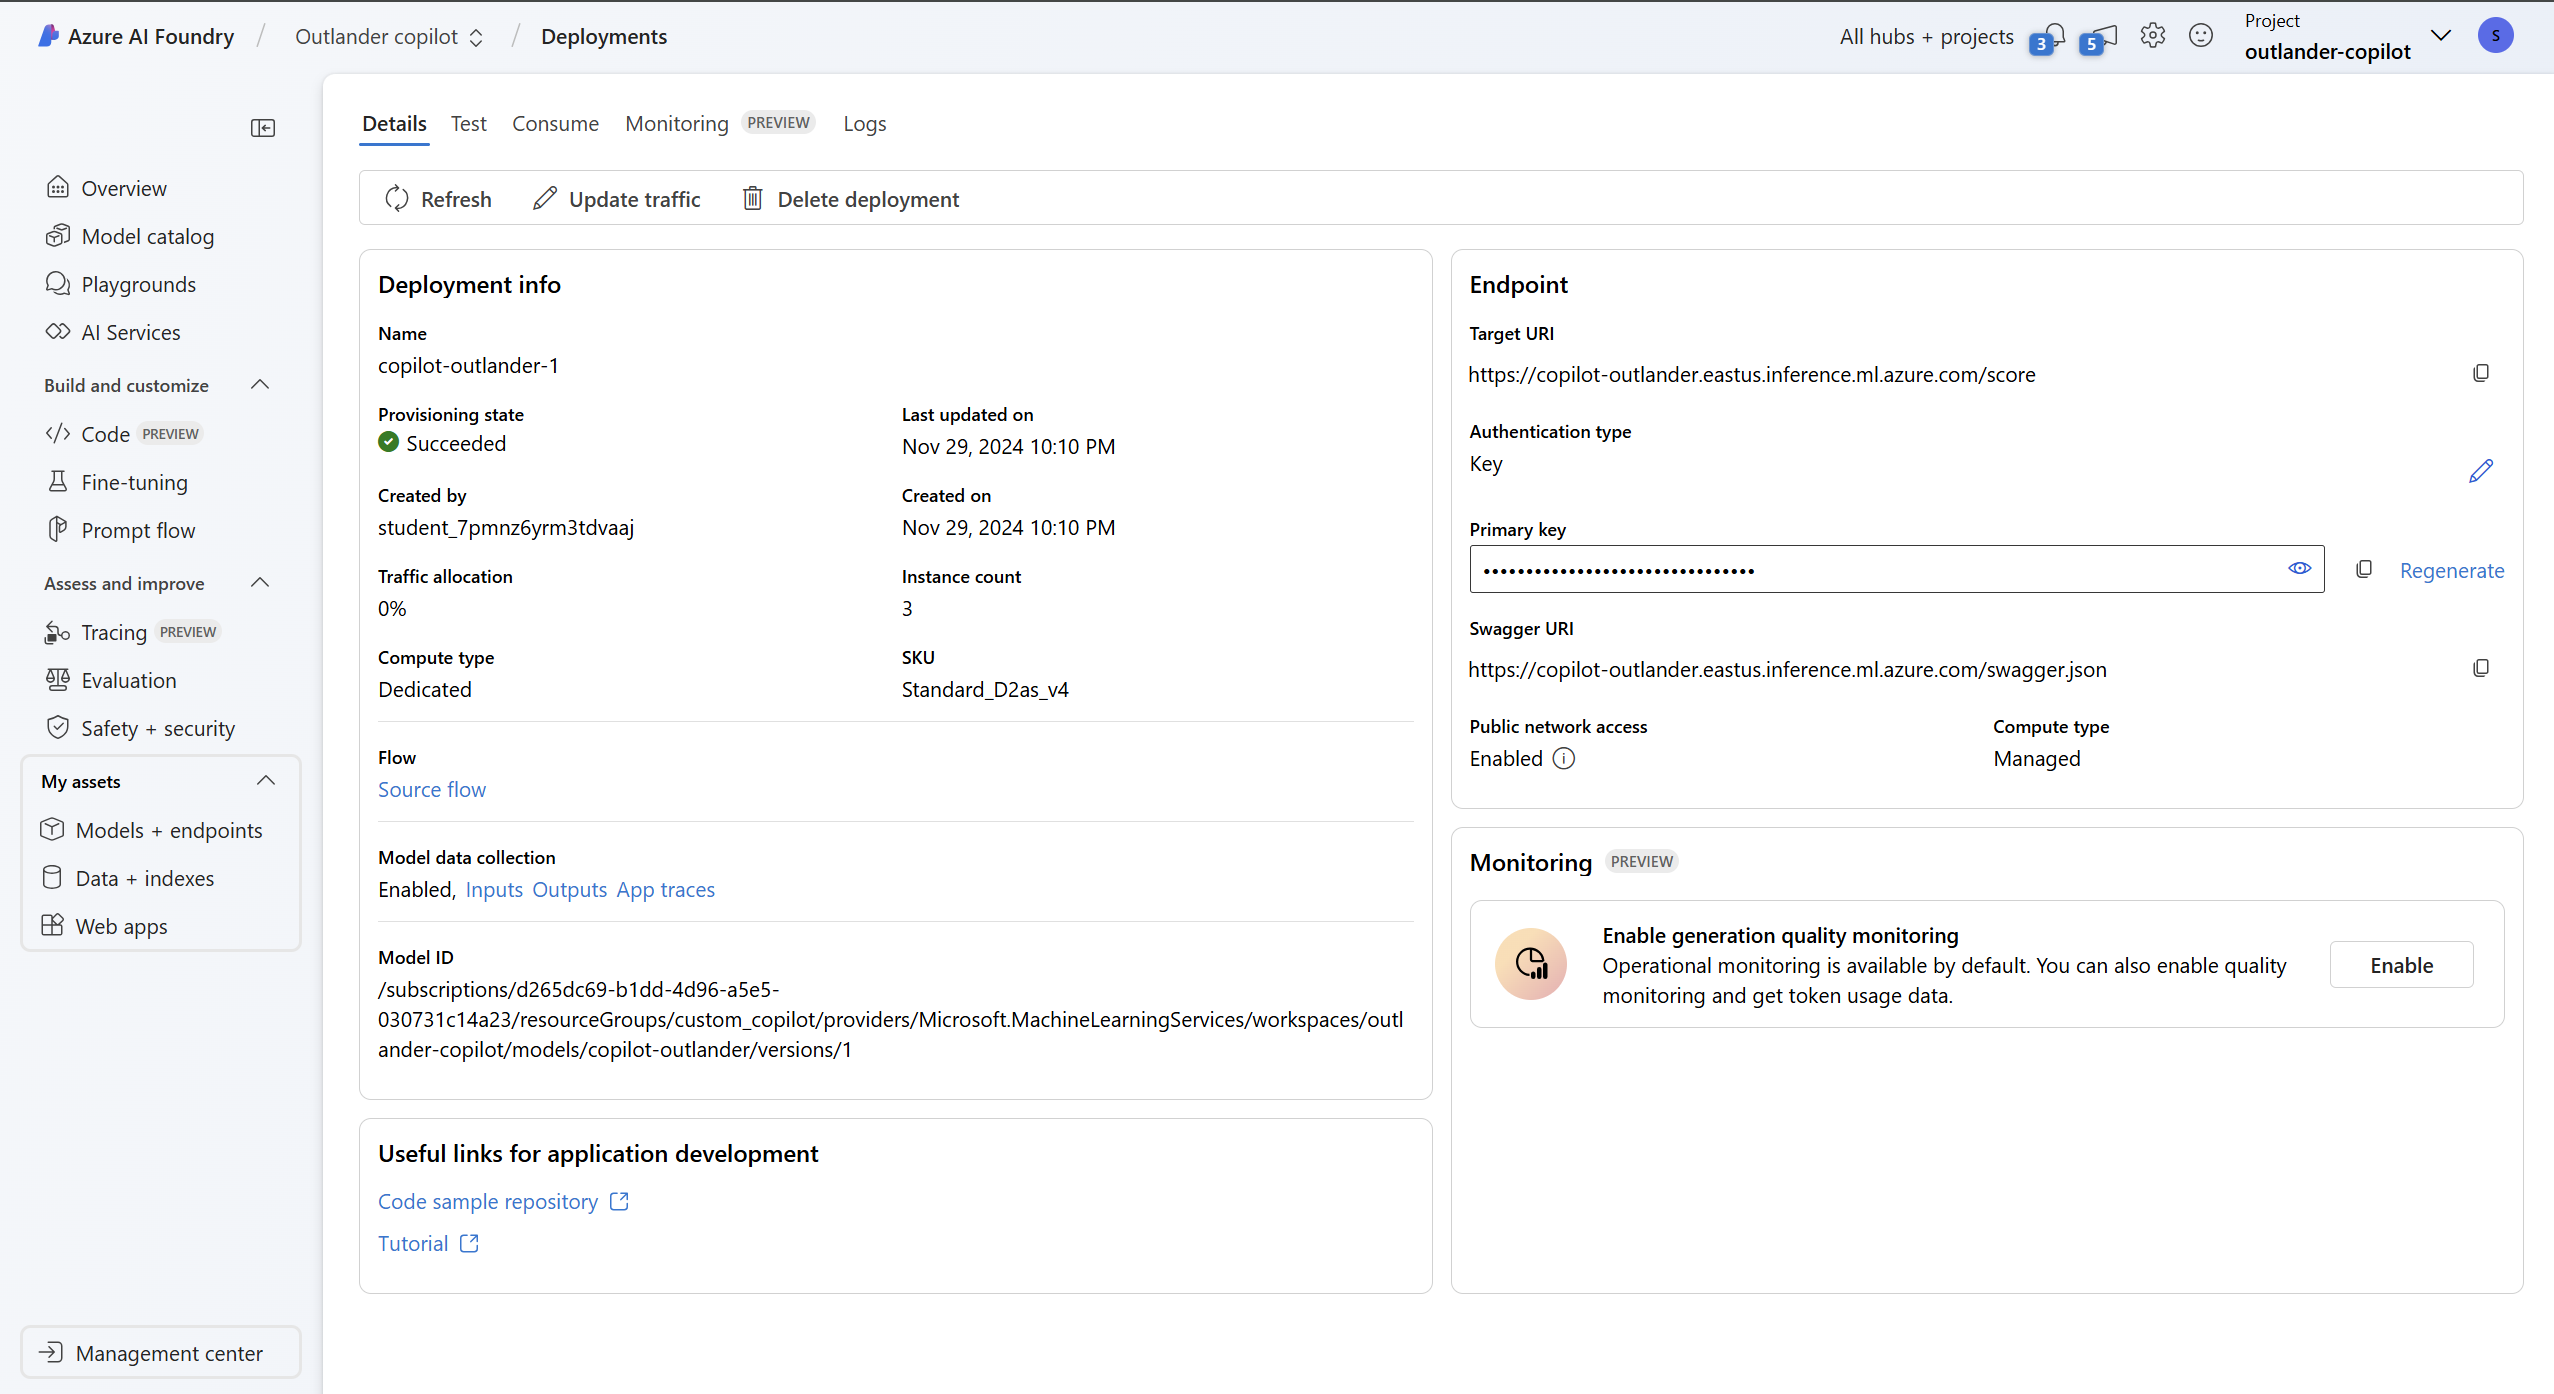 Azure AI Foundry / Outlander copilot / Deployments
All hubs + projects
3
5
Project
outlander-copilot
S
Overview
Model catalog
Playgrounds
AI Services
Build and customize
Code PREVIEW
Fine-tuning
Prompt flow
Assess and improve
Tracing PREVIEW
Evaluation
Safety + security
My assets
Models + endpoints
Data + indexes
Web apps
Management center
Details Test Consume Monitoring PREVIEW Logs
Refresh Update traffic Delete deployment
Deployment info
Name
copilot-outlander-1
Provisioning state
Succeeded
Last updated on
Nov 29, 2024 10:10 PM
Created by
student_7pmnz6yrm3tdvaaj
Created on
Nov 29, 2024 10:10 PM
Traffic allocation
0%
Instance count
3
Compute type
Dedicated
SKU
Standard_D2as_v4
Flow
Source flow
Model data collection
Enabled, Inputs Outputs App traces
Model ID
/subscriptions/d265dc69-b1dd-4d96-a5e5-
030731c14a23/resourceGroups/custom_copilot/providers/Microsoft.MachineLearningServices/workspaces/outl
ander-copilot/models/copilot-outlander/versions/1
Useful links for application development
Code sample repository
Tutorial
Endpoint
Target URI
https://copilot-outlander.eastus.inference.ml.azure.com/score
Authentication type
Key
Primary key
••••••••••••••••••••••••••••••••
Regenerate
Swagger URI
https://copilot-outlander.eastus.inference.ml.azure.com/swagger.json
Public network access
Enabled
Compute type
Managed
Monitoring PREVIEW
Enable generation quality monitoring
Operational monitoring is available by default. You can also enable quality
monitoring and get token usage data.
Enable